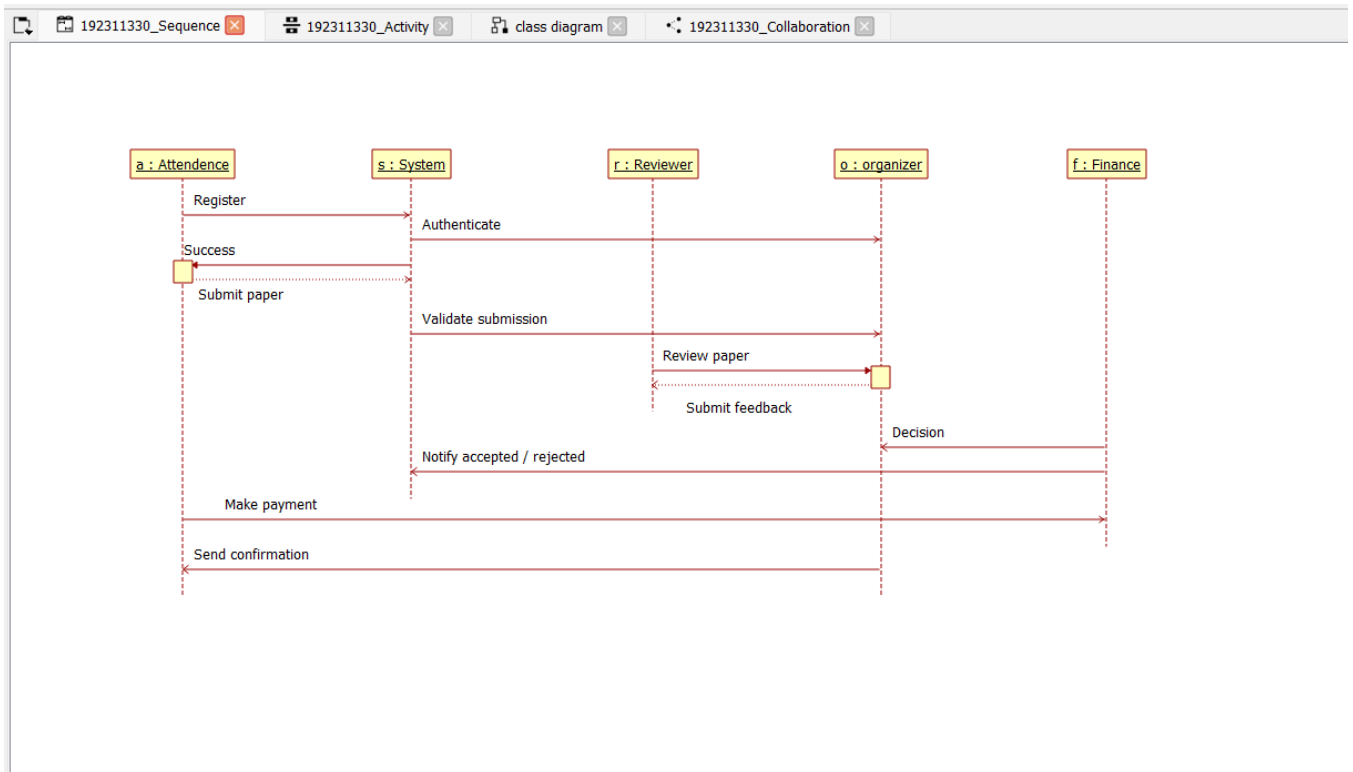 192311330_Sequence 192311330_Activity class diagram 192311330_Collaboration
a : Attendence s : System r : Reviewer o : organizer f : Finance
Register
Authenticate
Success
Submit paper
Validate submission
Review paper
Submit feedback
Decision
Notify accepted / rejected
Make payment
Send confirmation